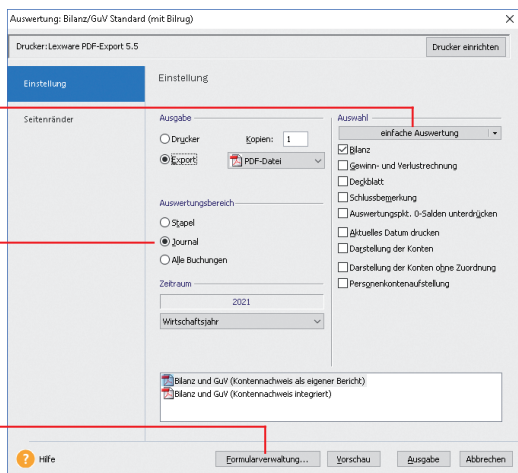 Auswertung: Bilanz/GuV Standard (mit Bilrug)
Drucker: Lexware PDF-Export 5.5
Drucker einrichten
Einstellung
Seitenränder
Einstellung
Ausgabe
Drucker
Kopien: 1
Export
PDF-Datei
Auswertungsbereich
Stapel
Journal
Alle Buchungen
Zeitraum
2021
Wirtschaftsjahr
Auswahl
einfache Auswertung
Bilanz
Gewinn- und Verlustrechnung
Deckblatt
Schlussbemerkung
Auswertungspkt. 0-Salden unterdrücken
Aktuelles Datum drucken
Darstellung der Konten
Darstellung der Konten ohne Zuordnung
Personenkontenaufstellung
Bilanz und GuV (Kontennachweis als eigener Bericht)
Bilanz und GuV (Kontennachweis integriert)
Hilfe
Formularverwaltung...
Vorschau
Ausgabe
Abbrechen